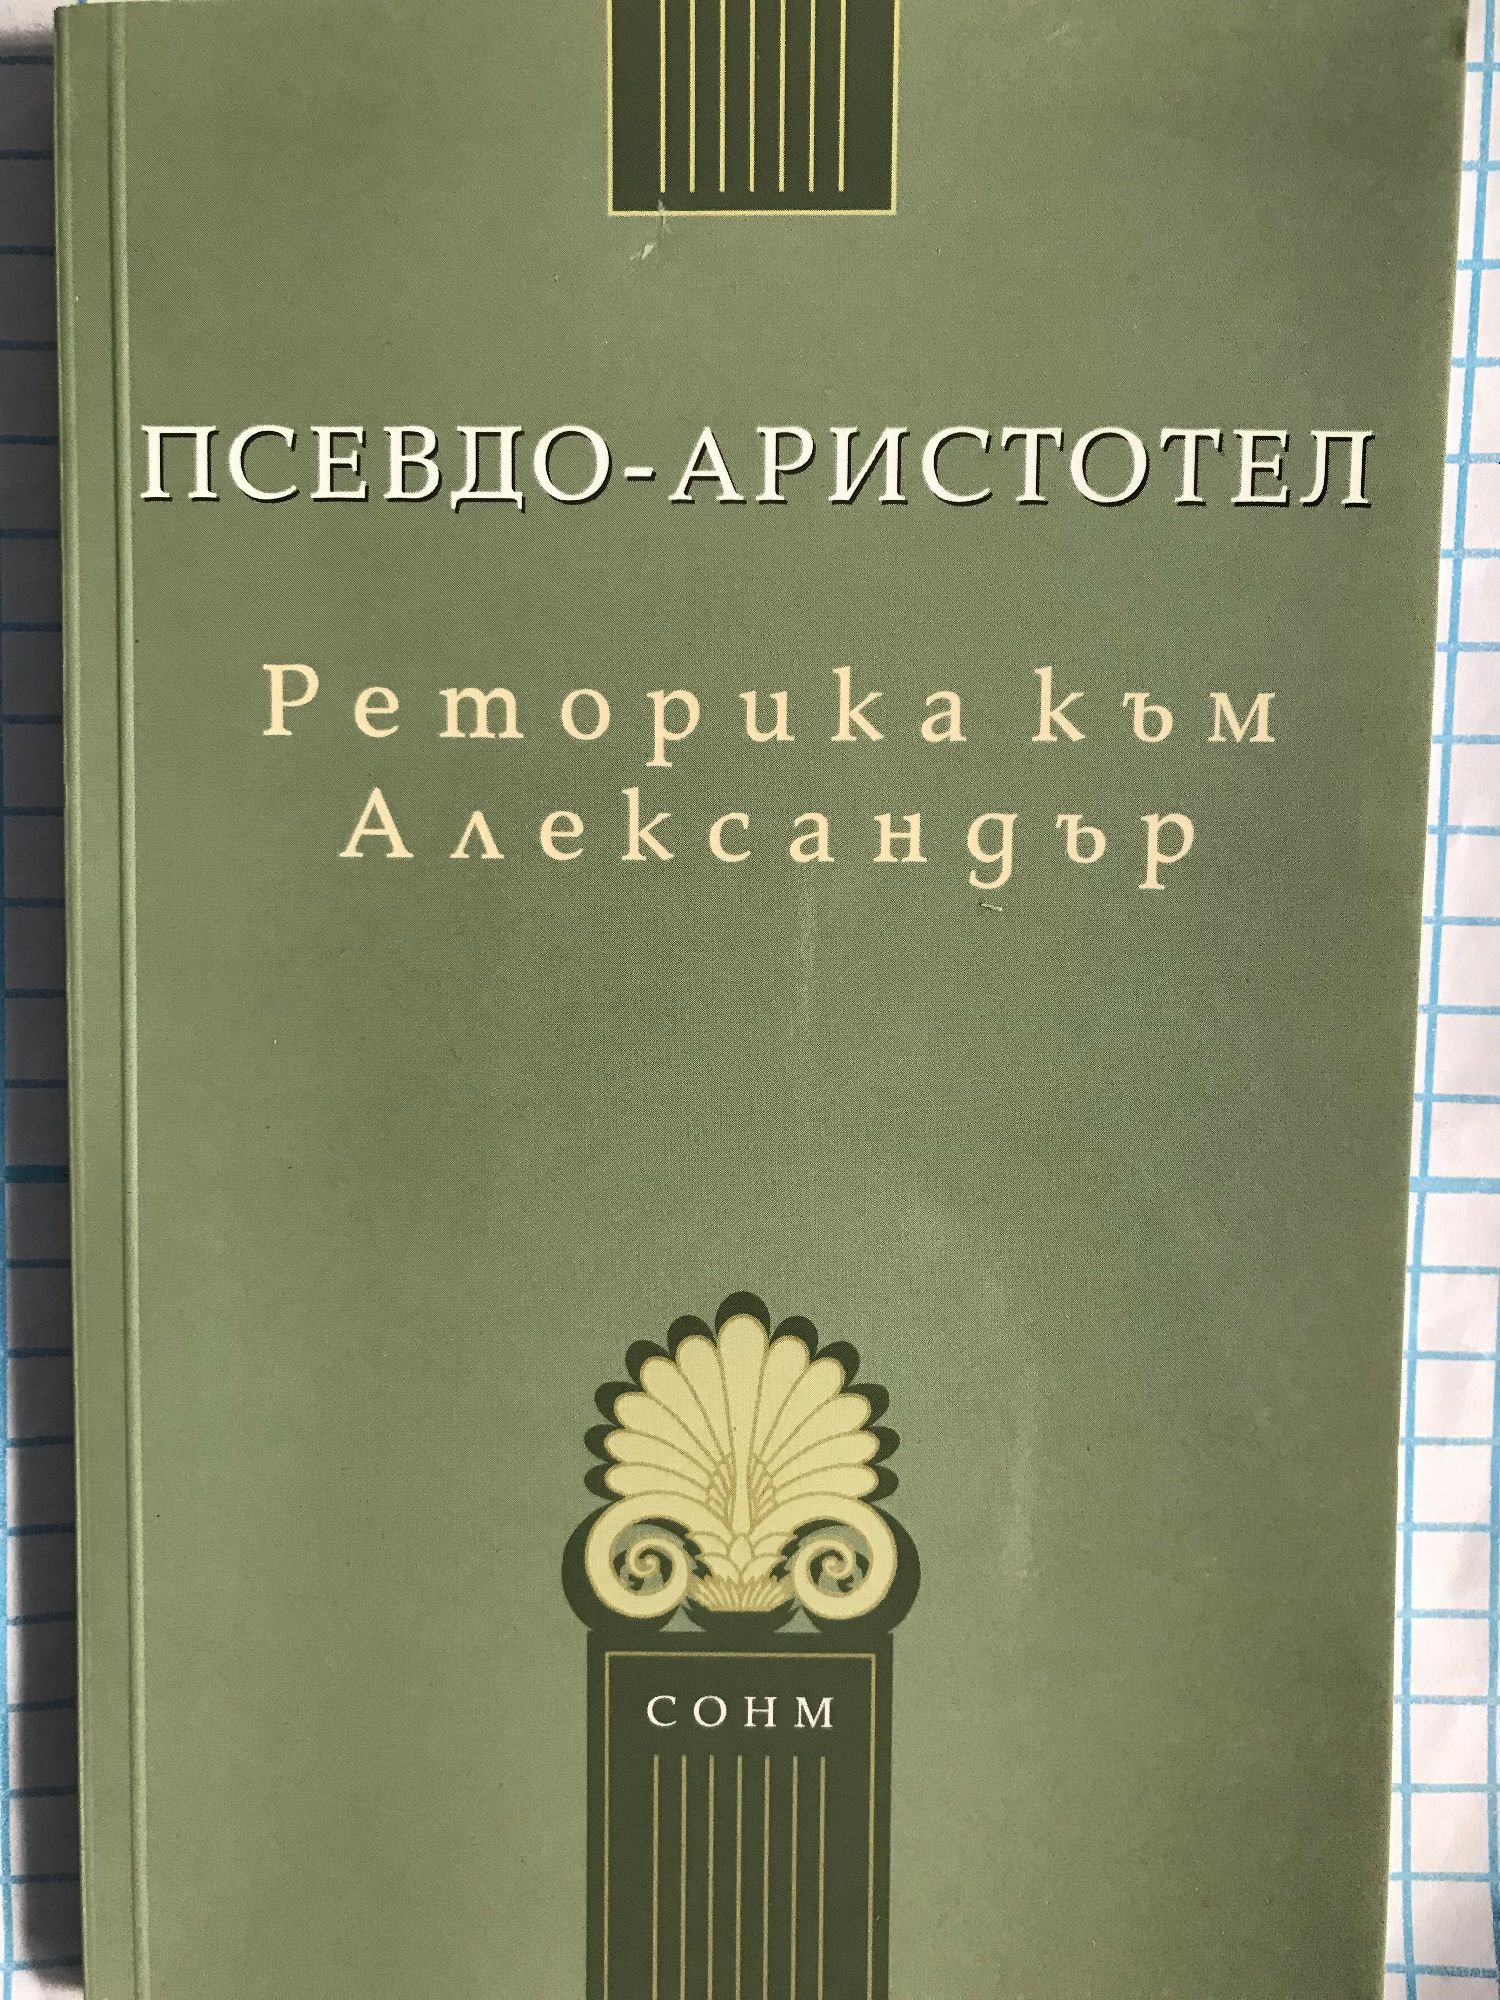 ПСЕВДО-АРИСТОТЕЛ
Реторика към
Александър
СОНМ